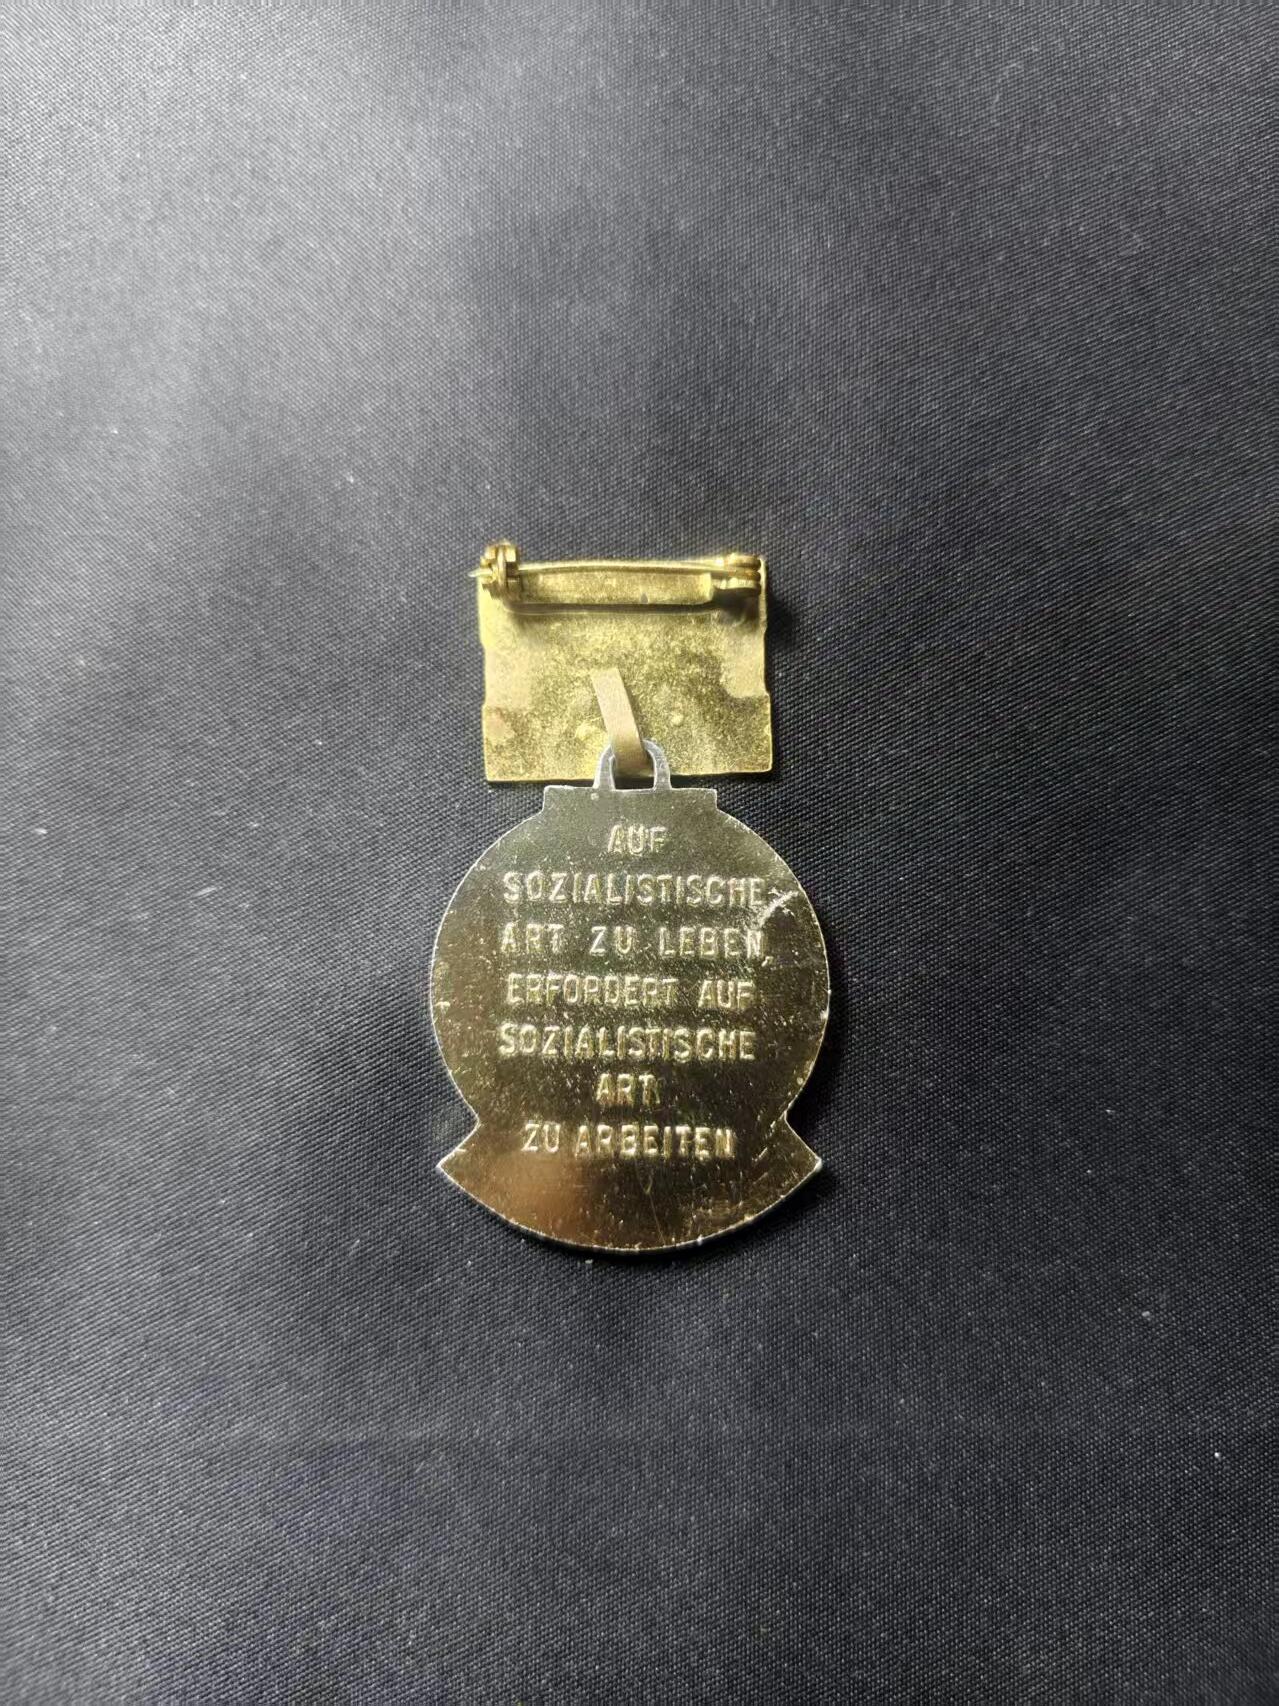 AUF
SOZIALISTISCHE
ART ZU LEBEN,
ERFORDERT AUF
SOZIALISTISCHE
ART
ZU ARBEITEN